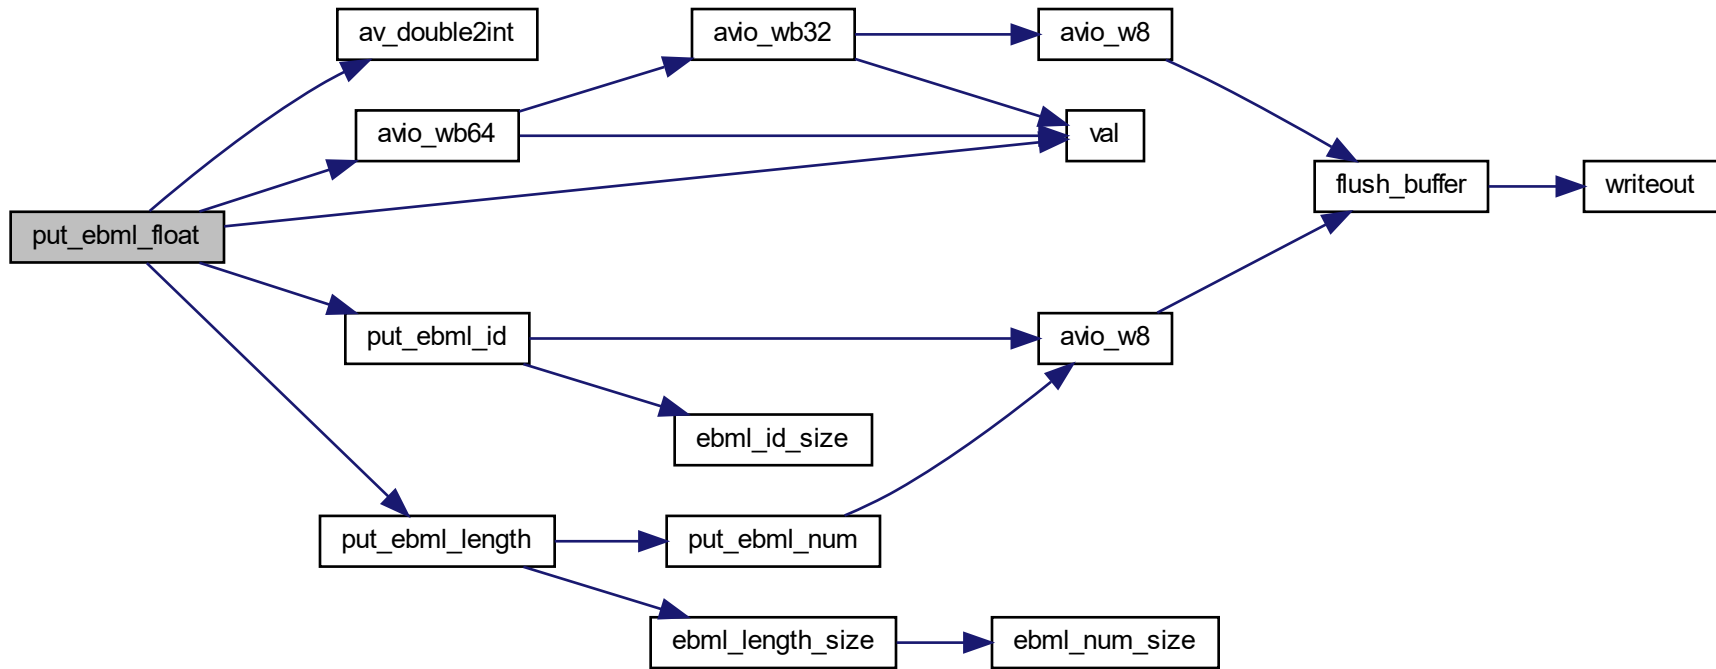 av_double2int
avio_wb32
avio_w8
avio_wb64
val
flush_buffer
writeout
put_ebml_float
put_ebml_id
avio_w8
ebml_id_size
put_ebml_length
put_ebml_num
ebml_length_size
ebml_num_size